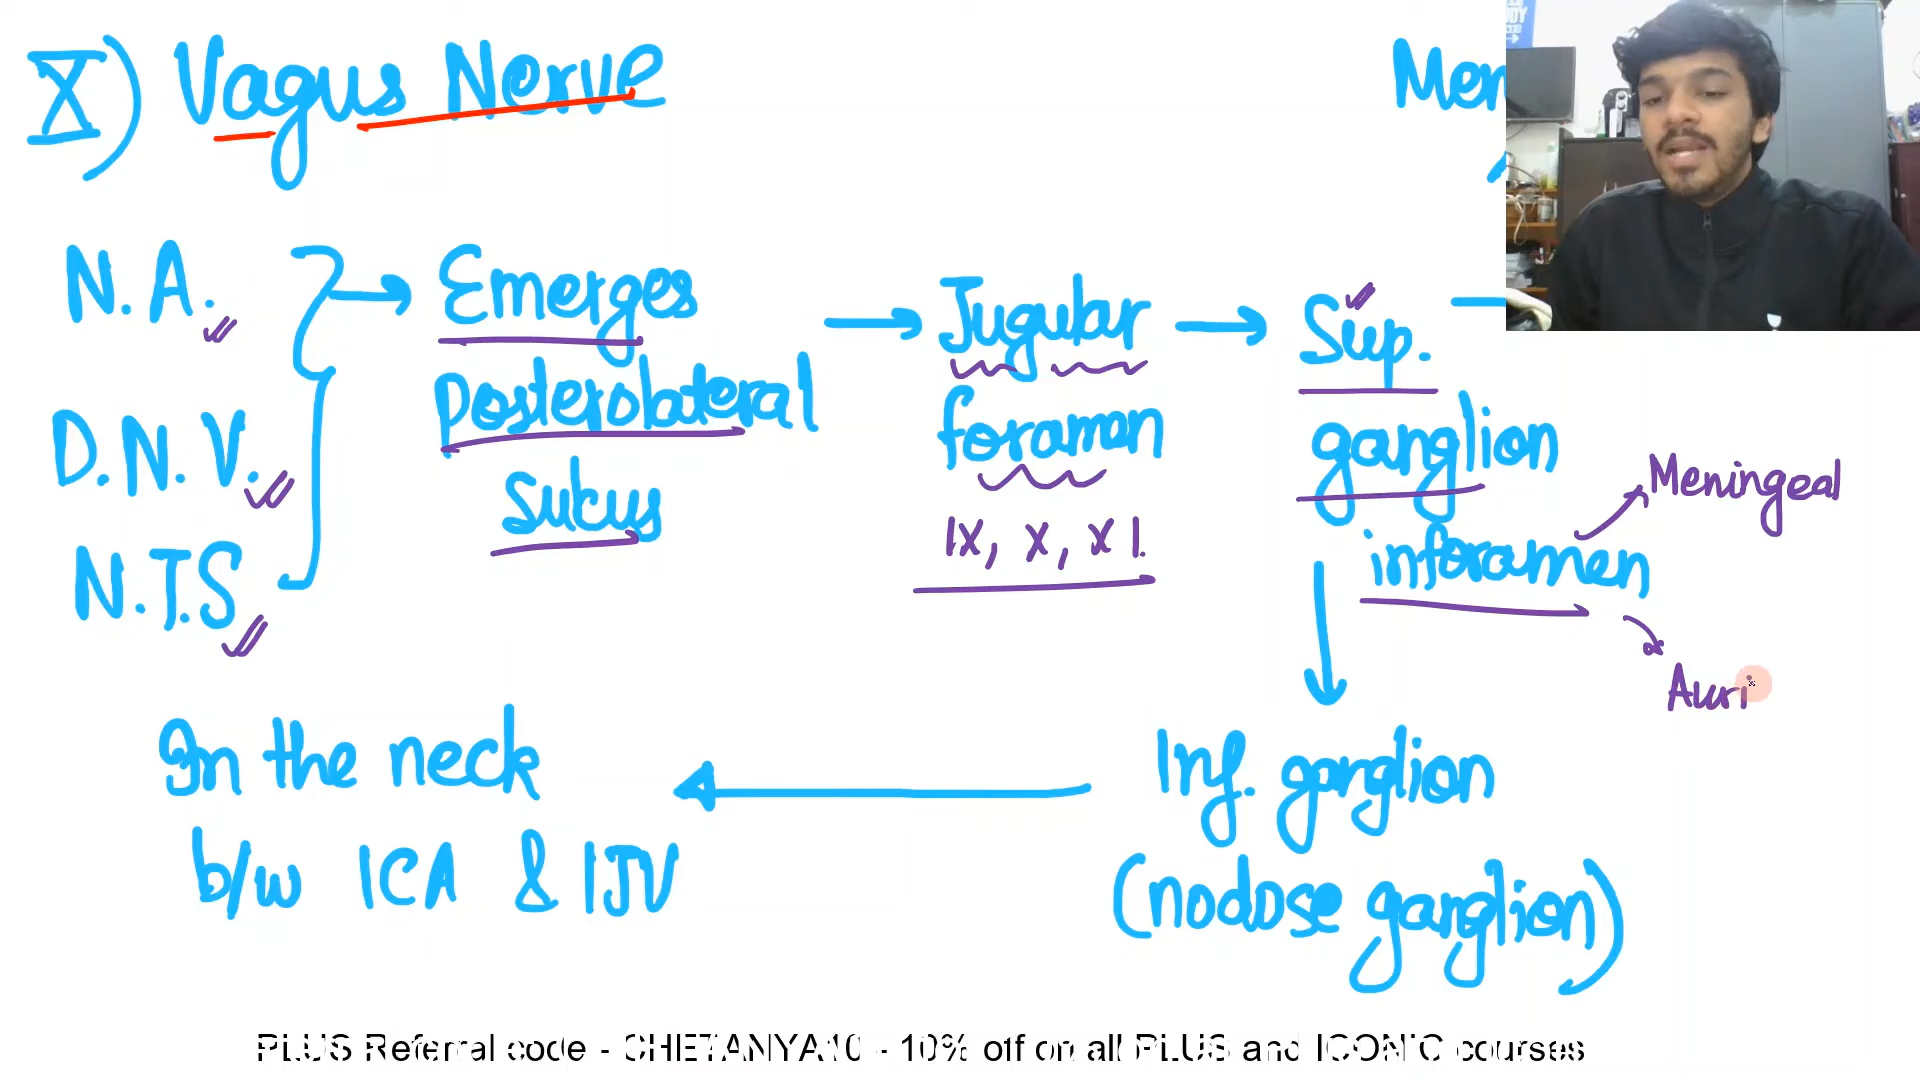 X) Vagus Nerve
Men
N.A.
D.N.V.
N.T.S
Emerges
posterolateral
sulcus
Jugular
foramen
IX, X, XI.
Sup.
ganglion
inforamen
Meningeal
Auri
Inf. ganglion
(nodose ganglion)
In the neck
b/w ICA & IJV
PLUS Referral code - CHETANYA10 - 10% off on all PLUS and ICONIC courses